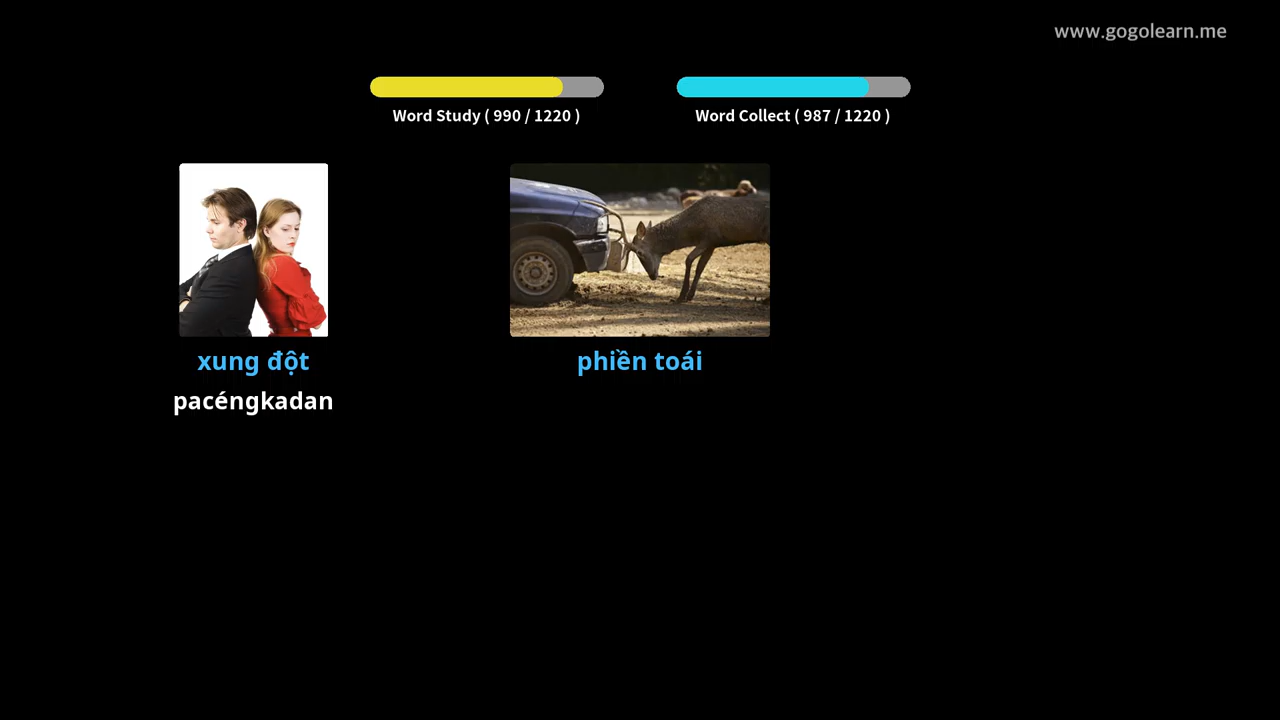 www.gogolearn.me
Word Study ( 990 / 1220 )
Word Collect ( 987 / 1220 )
xung đột
phiền toái
pacéngkadan